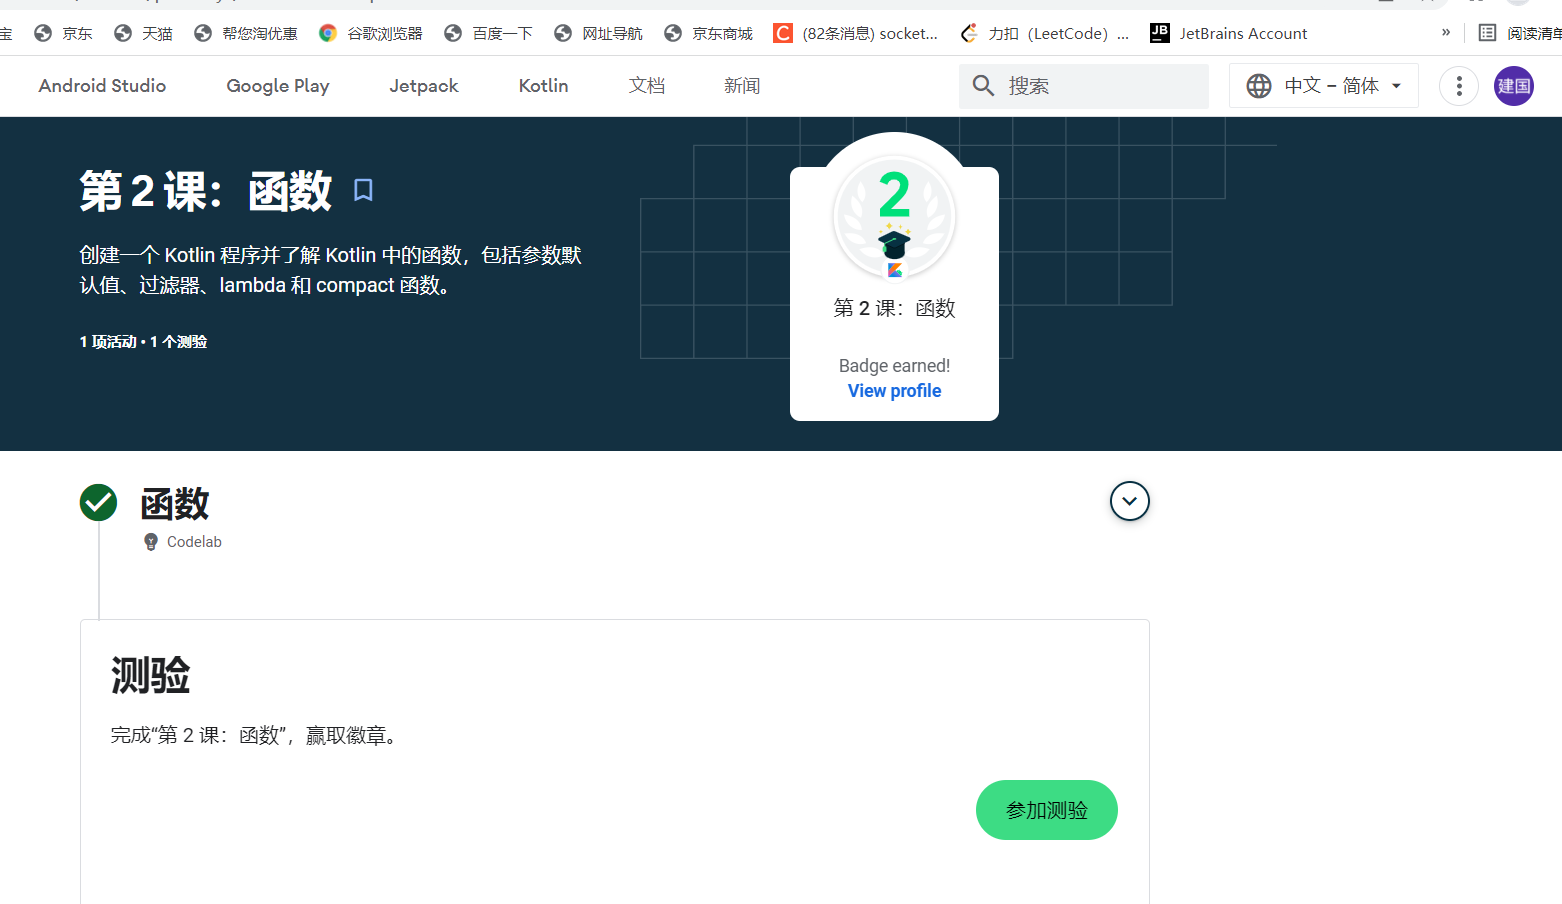 宝 京东 天猫 帮您淘优惠 谷歌浏览器 百度一下 网址导航 京东商城 C (82条消息) socket... 力扣（LeetCode）... JB JetBrains Account » 阅读清单
Android Studio Google Play Jetpack Kotlin 文档 新闻 搜索 中文 – 简体 建国
第 2 课：函数
创建一个 Kotlin 程序并了解 Kotlin 中的函数，包括参数默
认值、过滤器、lambda 和 compact 函数。
1 项活动 • 1 个测验
2
第 2 课：函数
Badge earned!
View profile
函数
Codelab
测验
完成“第 2 课：函数”，赢取徽章。
参加测验